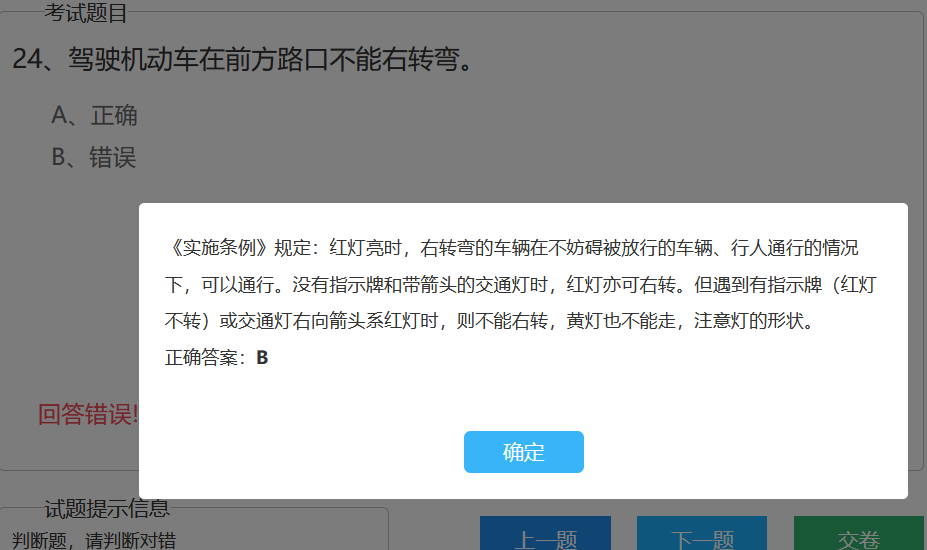 考试题目
24、驾驶机动车在前方路口不能右转弯。
A、正确
B、错误
《实施条例》规定：红灯亮时，右转弯的车辆在不妨碍被放行的车辆、行人通行的情况
下，可以通行。没有指示牌和带箭头的交通灯时，红灯亦可右转。但遇到有指示牌（红灯
不转）或交通灯右向箭头系红灯时，则不能右转，黄灯也不能走，注意灯的形状。
正确答案：B
回答错误!
确定
试题提示信息
判断题，请判断对错
上一题
下一题
交卷